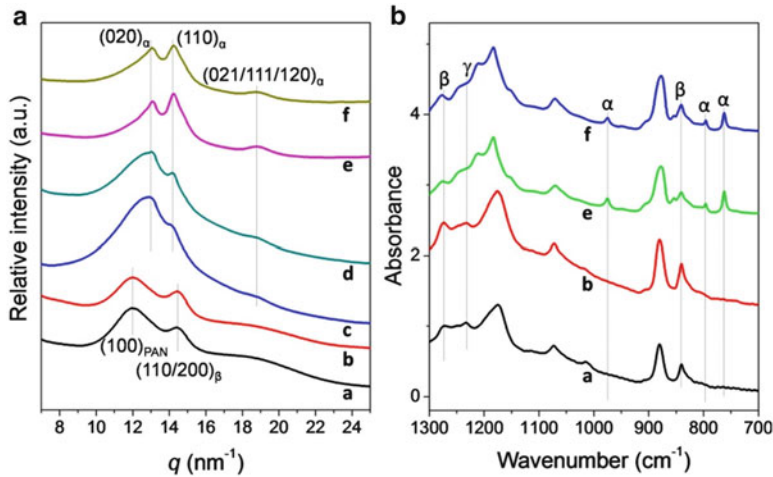 a
(020)α
(110)α
(021/111/120)α
f
e
d
c
b
a
(100)PAN
(110/200)β
Relative intensity (a.u.)
8 10 12 14 16 18 20 22 24
q (nm⁻¹)
b
β
γ
α
β
α
α
f
e
b
a
4
2
0
Absorbance
1300 1200 1100 1000 900 800 700
Wavenumber (cm⁻¹)